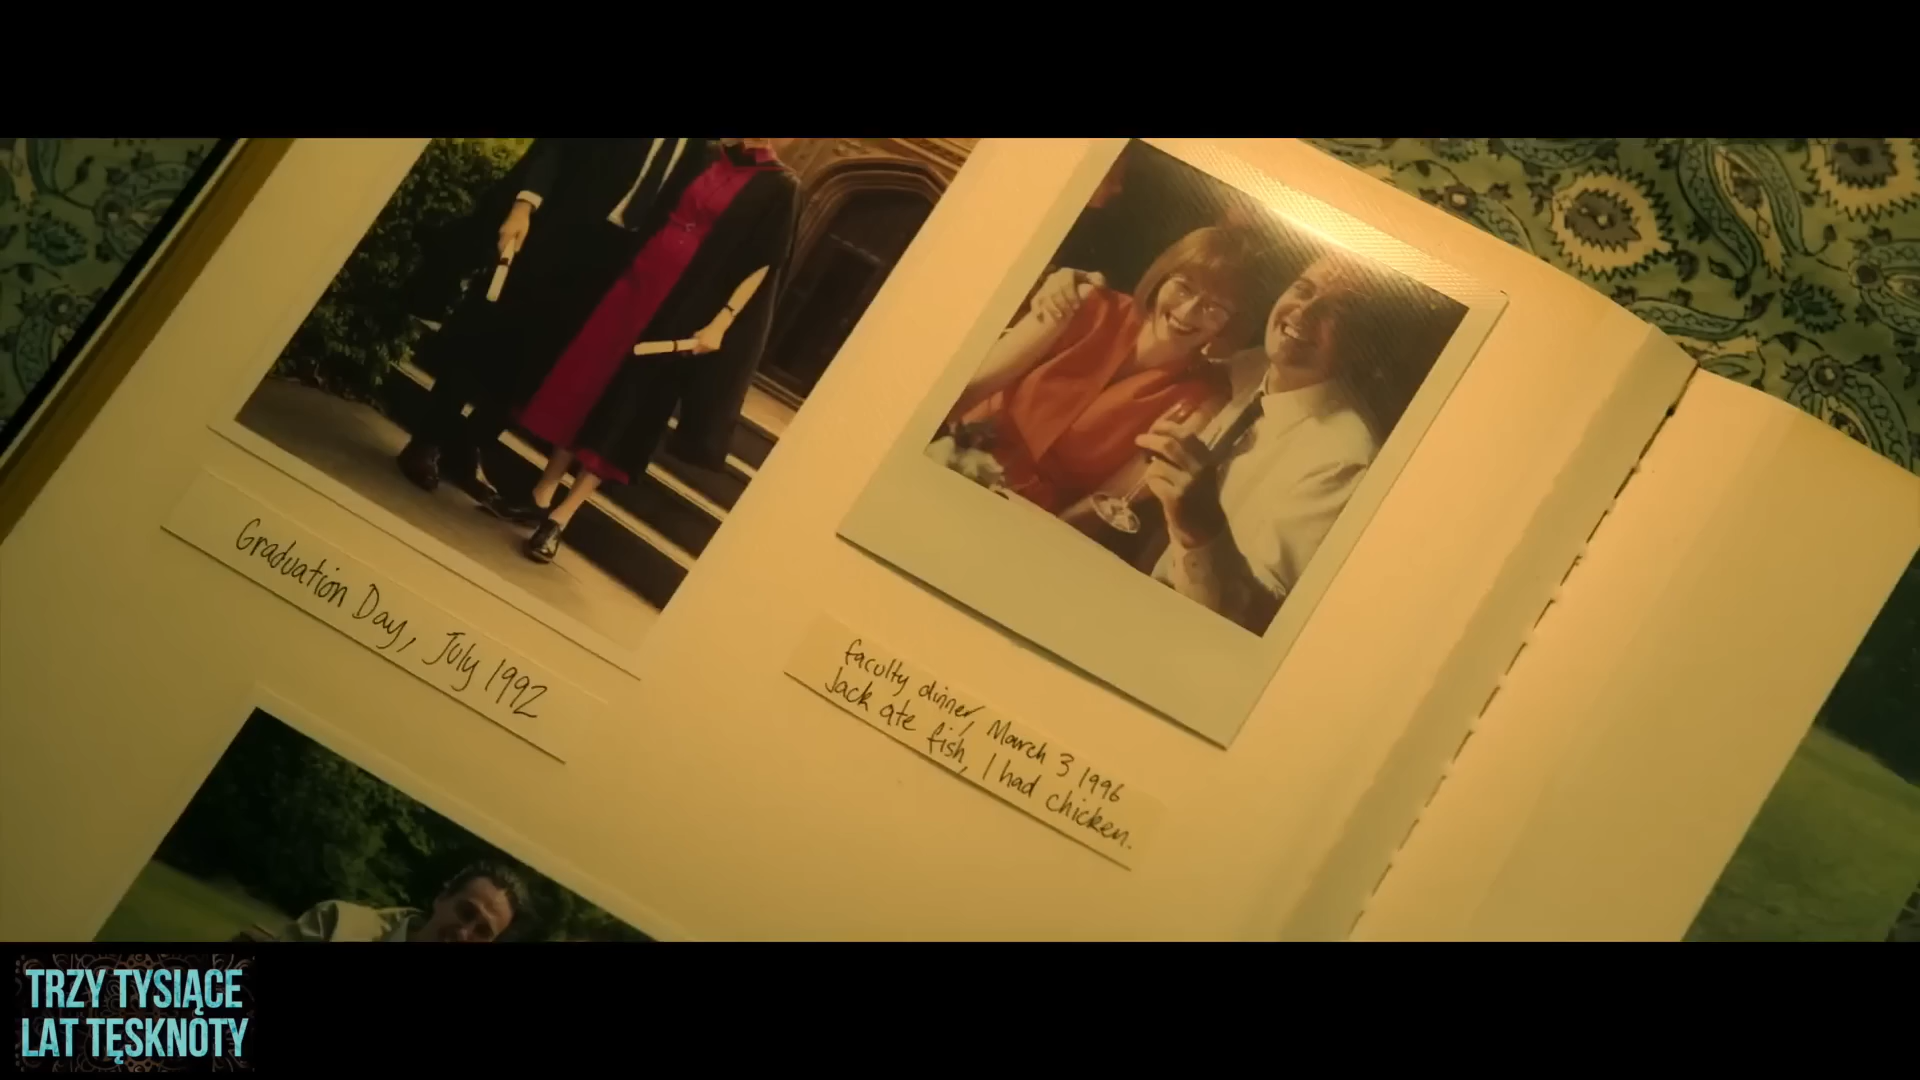 Graduation Day, July 1992
faculty dinner, March 3 1996
Jack ate fish, I had chicken.
TRZY TYSIĄCE
LAT TĘSKNOTY